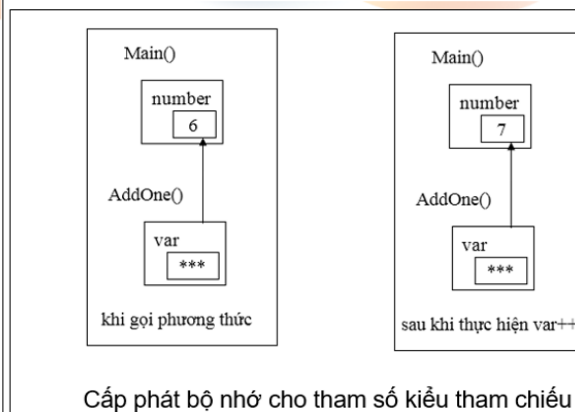 Main()
number
6
AddOne()
var
***
khi gọi phương thức
Main()
number
7
AddOne()
var
***
sau khi thực hiện var++
Cấp phát bộ nhớ cho tham số kiểu tham chiếu